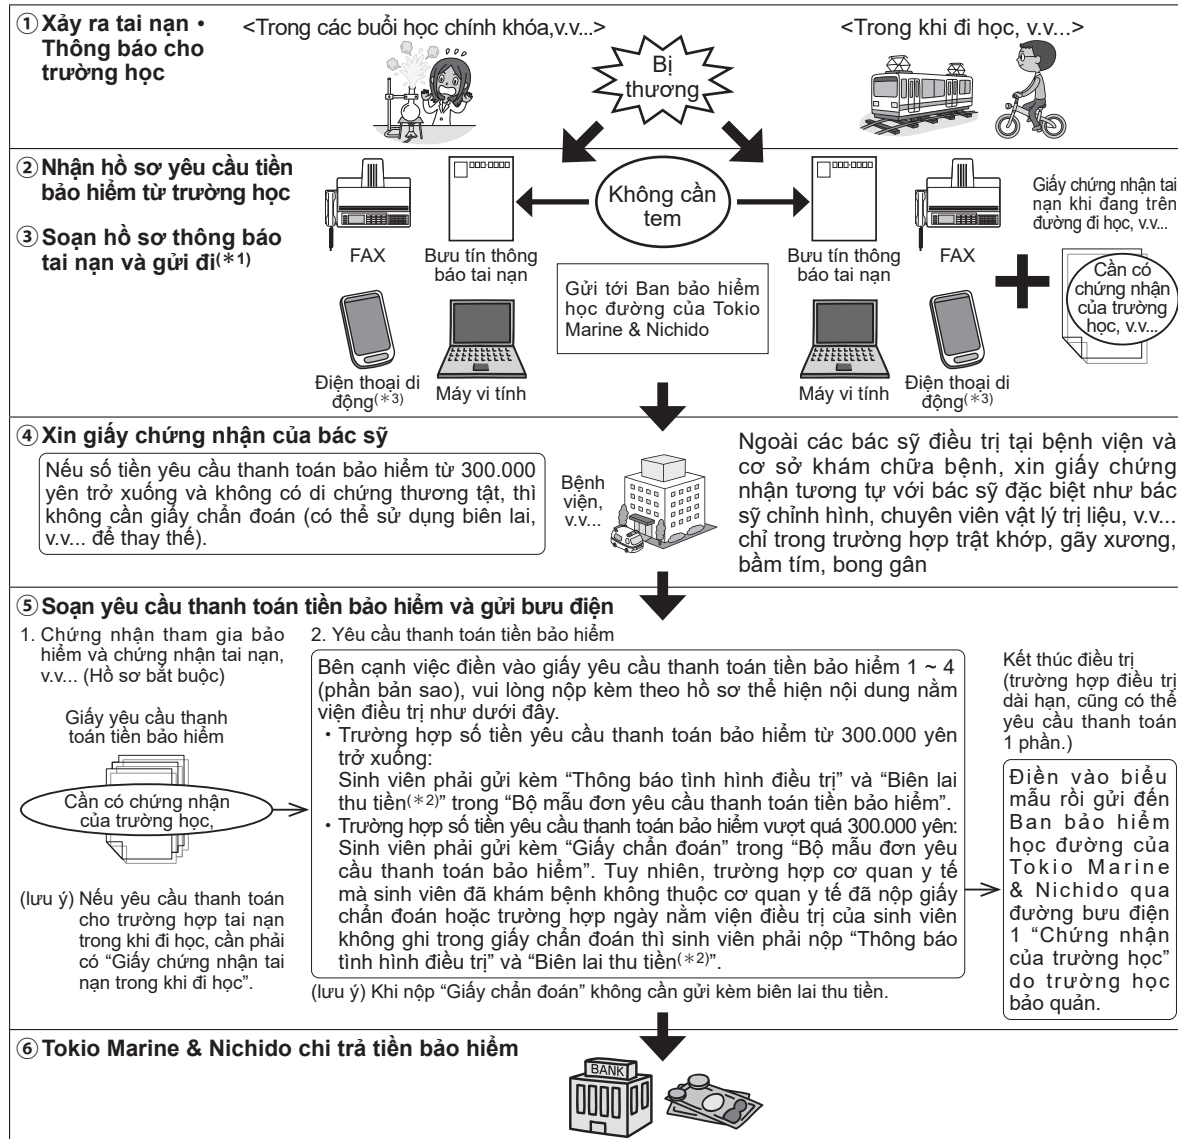 ①Xảy ra tai nạn・
Thông báo cho
trường học
<Trong các buổi học chính khóa,v.v...>
Bị
thương
<Trong khi đi học, v.v...>
②Nhận hồ sơ yêu cầu tiền
bảo hiểm từ trường học
③Soạn hồ sơ thông báo
tai nạn và gửi đi(*1)
FAX
Bưu tín thông
báo tai nạn
Điện thoại di
động(*3)
Máy vi tính
Không cần
tem
Gửi tới Ban bảo hiểm
học đường của Tokio
Marine & Nichido
Bưu tín thông
báo tai nạn
FAX
Máy vi tính
Điện thoại di
động(*3)
Giấy chứng nhận tai
nạn khi đang trên
đường đi học, v.v...
Cần có
chứng nhận
của trường
học, v.v...
④Xin giấy chứng nhận của bác sỹ
Nếu số tiền yêu cầu thanh toán bảo hiểm từ 300.000
yên trở xuống và không có di chứng thương tật, thì
không cần giấy chẩn đoán (có thể sử dụng biên lai,
v.v... để thay thế).
Bệnh
viện,
v.v...
Ngoài các bác sỹ điều trị tại bệnh viện và
cơ sở khám chữa bệnh, xin giấy chứng
nhận tương tự với bác sỹ đặc biệt như bác
sỹ chỉnh hình, chuyên viên vật lý trị liệu, v.v...
chỉ trong trường hợp trật khớp, gãy xương,
bầm tím, bong gân
⑤Soạn yêu cầu thanh toán tiền bảo hiểm và gửi bưu điện
1. Chứng nhận tham gia bảo
hiểm và chứng nhận tai nạn,
v.v... (Hồ sơ bắt buộc)
Giấy yêu cầu thanh
toán tiền bảo hiểm
Cần có chứng nhận
của trường học,
(lưu ý) Nếu yêu cầu thanh toán
cho trường hợp tai nạn
trong khi đi học, cần phải
có “Giấy chứng nhận tai
nạn trong khi đi học”.
2. Yêu cầu thanh toán tiền bảo hiểm
Bên cạnh việc điền vào giấy yêu cầu thanh toán tiền bảo hiểm 1 ~ 4
(phần bản sao), vui lòng nộp kèm theo hồ sơ thể hiện nội dung nằm
viện điều trị như dưới đây.
・Trường hợp số tiền yêu cầu thanh toán bảo hiểm từ 300.000 yên
trở xuống:
Sinh viên phải gửi kèm “Thông báo tình hình điều trị” và “Biên lai
thu tiền(*2)” trong “Bộ mẫu đơn yêu cầu thanh toán tiền bảo hiểm”.
・Trường hợp số tiền yêu cầu thanh toán bảo hiểm vượt quá 300.000 yên:
Sinh viên phải gửi kèm “Giấy chẩn đoán” trong “Bộ mẫu đơn yêu
cầu thanh toán bảo hiểm”. Tuy nhiên, trường hợp cơ quan y tế
mà sinh viên đã khám bệnh không thuộc cơ quan y tế đã nộp giấy
chẩn đoán hoặc trường hợp ngày nằm viện điều trị của sinh viên
không ghi trong giấy chẩn đoán thì sinh viên phải nộp “Thông báo
tình hình điều trị” và “Biên lai thu tiền(*2)”.
(lưu ý) Khi nộp “Giấy chẩn đoán” không cần gửi kèm biên lai thu tiền.
Kết thúc điều trị
(trường hợp điều trị
dài hạn, cũng có thể
yêu cầu thanh toán
1 phần.)
Điền vào biểu
mẫu rồi gửi đến
Ban bảo hiểm
học đường của
Tokio Marine
& Nichido qua
đường bưu điện
1 “Chứng nhận
của trường học”
do trường học
bảo quản.
⑥Tokio Marine & Nichido chi trả tiền bảo hiểm
BANK